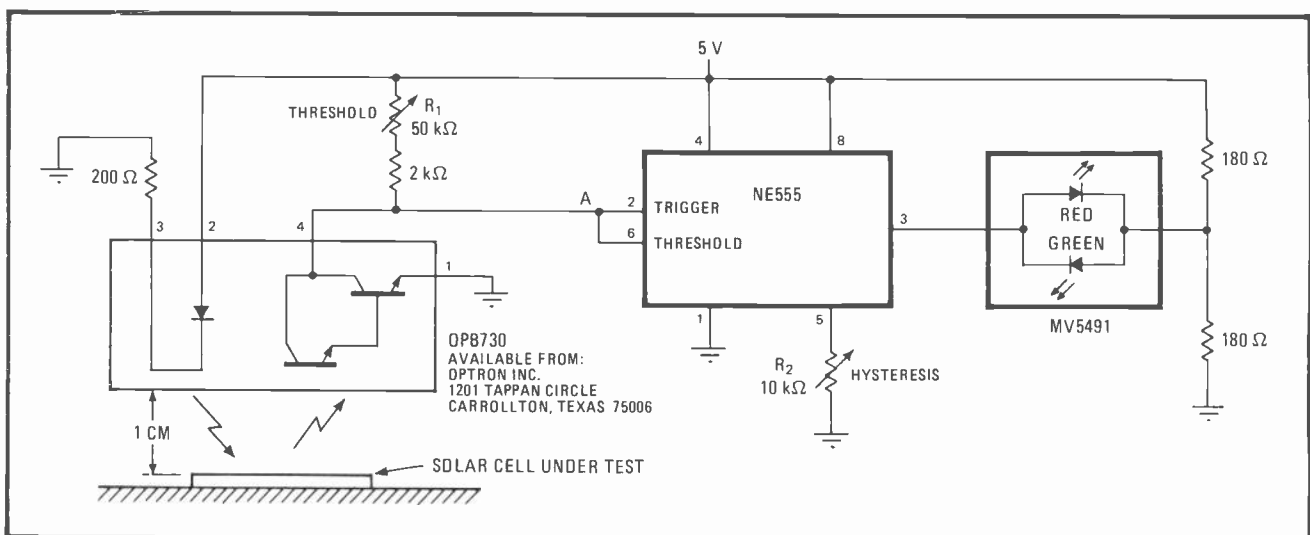 5 V
THRESHOLD
R1
50 kΩ
2 kΩ
200 Ω
3
2
4
1
A
2
TRIGGER
6
THRESHOLD
NE555
4
8
3
1
5
R2
10 kΩ
HYSTERESIS
RED
GREEN
MV5491
180 Ω
180 Ω
OPB730
AVAILABLE FROM:
OPTRON INC.
1201 TAPPAN CIRCLE
CARROLLTON, TEXAS 75006
1 CM
SOLAR CELL UNDER TEST